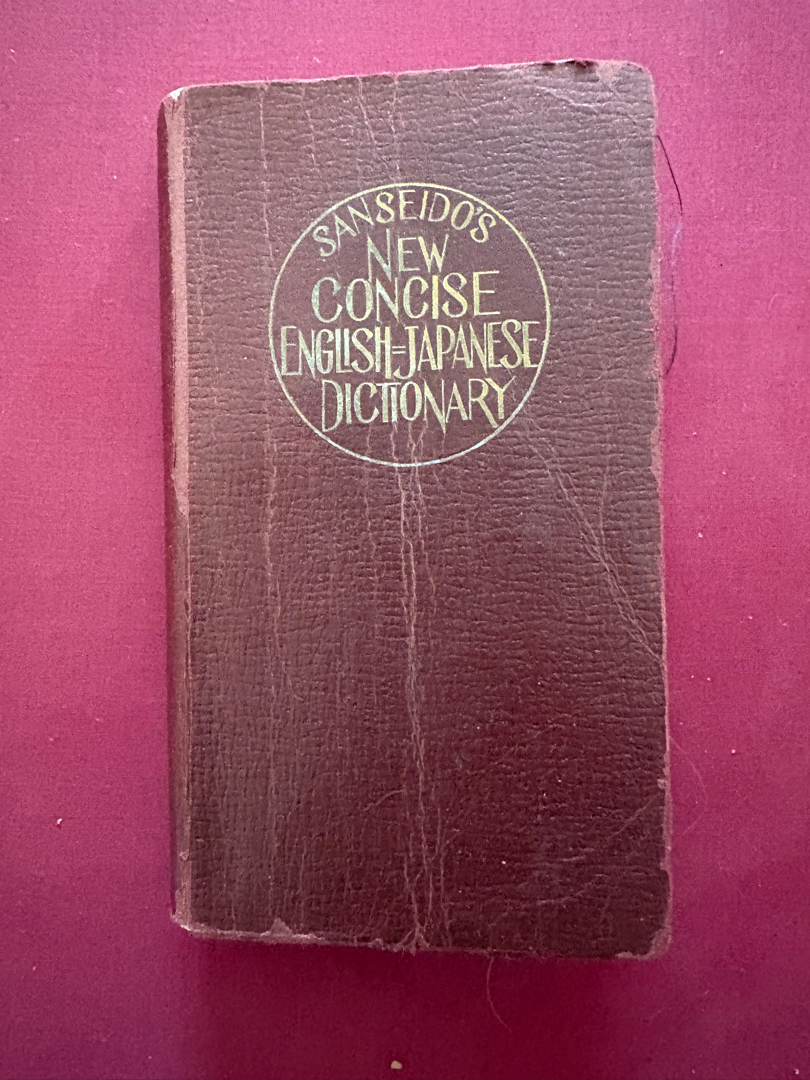 SANSEIDO'S
NEW
CONCISE
ENGLISH=JAPANESE
DICTIONARY